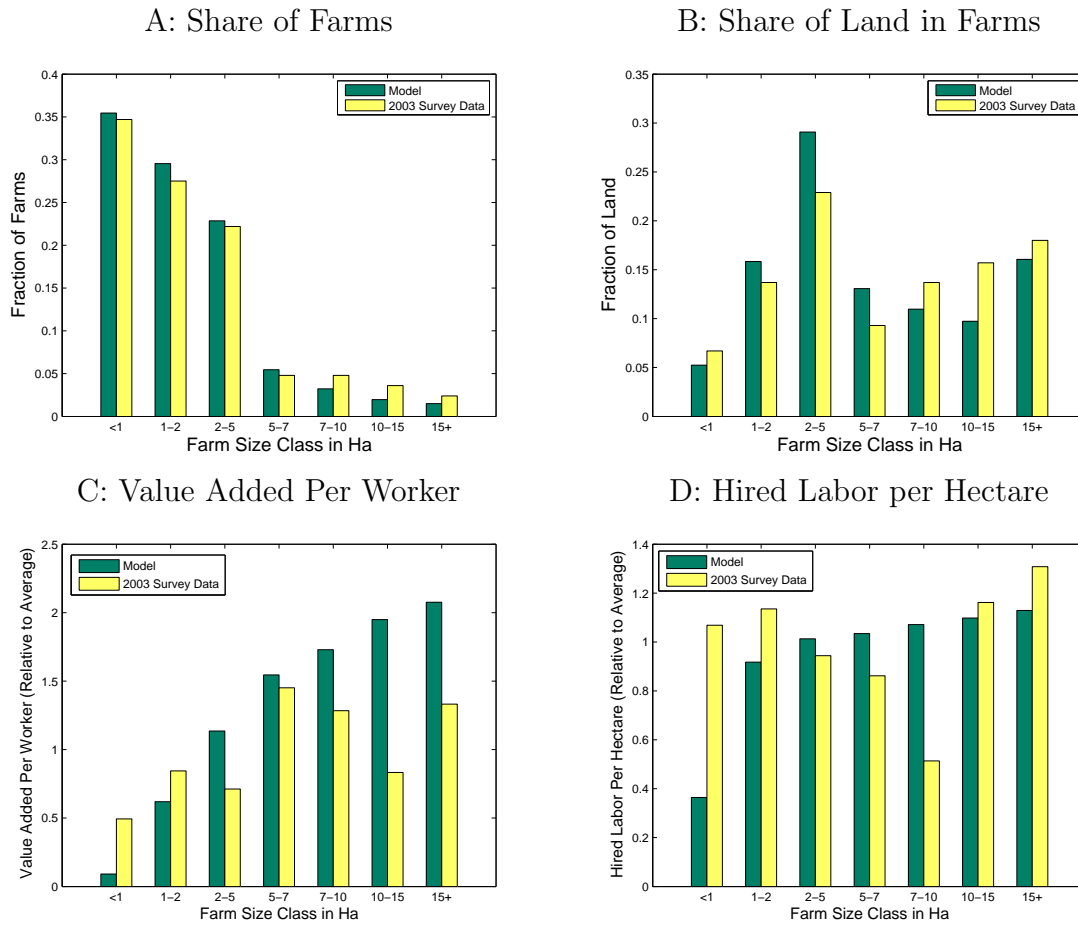 A: Share of Farms
0.4
0.35
0.3
0.25
0.2
0.15
0.1
0.05
0
Fraction of Farms
Model
2003 Survey Data
<1 1–2 2–5 5–7 7–10 10–15 15+
Farm Size Class in Ha
B: Share of Land in Farms
0.35
0.3
0.25
0.2
0.15
0.1
0.05
0
Fraction of Land
Model
2003 Survey Data
<1 1–2 2–5 5–7 7–10 10–15 15+
Farm Size Class in Ha
C: Value Added Per Worker
2.5
2
1.5
1
0.5
0
Value Added Per Worker (Relative to Average)
Model
2003 Survey Data
<1 1–2 2–5 5–7 7–10 10–15 15+
Farm Size Class in Ha
D: Hired Labor per Hectare
1.4
1.2
1
0.8
0.6
0.4
0.2
0
Hired Labor Per Hectare (Relative to Average)
Model
2003 Survey Data
<1 1–2 2–5 5–7 7–10 10–15 15+
Farm Size Class in Ha